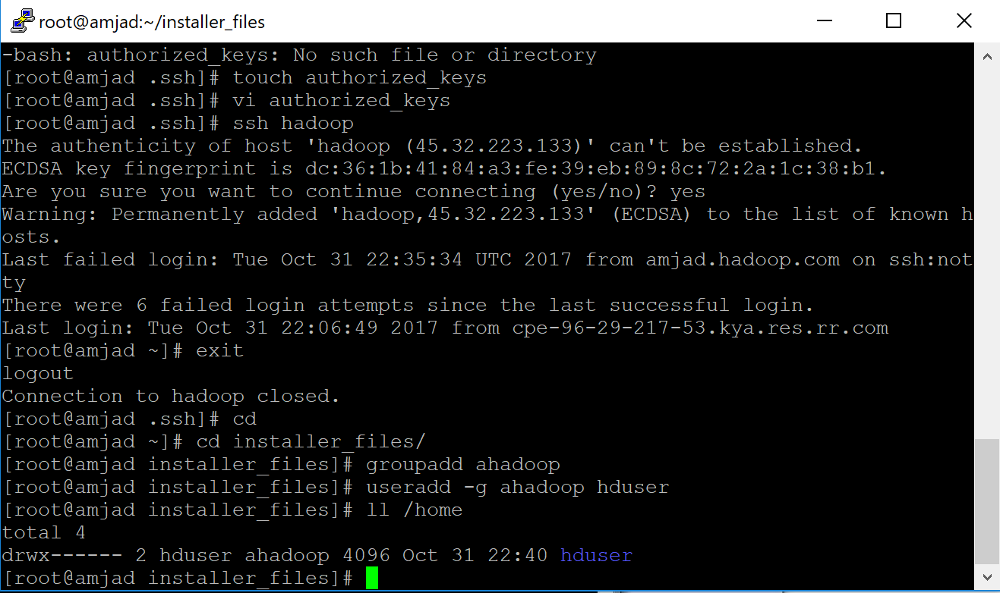 root@amjad:~/installer_files
-bash: authorized_keys: No such file or directory
[root@amjad .ssh]# touch authorized_keys
[root@amjad .ssh]# vi authorized_keys
[root@amjad .ssh]# ssh hadoop
The authenticity of host 'hadoop (45.32.223.133)' can't be established.
ECDSA key fingerprint is dc:36:1b:41:84:a3:fe:39:eb:89:8c:72:2a:1c:38:b1.
Are you sure you want to continue connecting (yes/no)? yes
Warning: Permanently added 'hadoop,45.32.223.133' (ECDSA) to the list of known h
osts.
Last failed login: Tue Oct 31 22:35:34 UTC 2017 from amjad.hadoop.com on ssh:not
ty
There were 6 failed login attempts since the last successful login.
Last login: Tue Oct 31 22:06:49 2017 from cpe-96-29-217-53.kya.res.rr.com
[root@amjad ~]# exit
logout
Connection to hadoop closed.
[root@amjad .ssh]# cd
[root@amjad ~]# cd installer_files/
[root@amjad installer_files]# groupadd ahadoop
[root@amjad installer_files]# useradd -g ahadoop hduser
[root@amjad installer_files]# ll /home
total 4
drwx------ 2 hduser ahadoop 4096 Oct 31 22:40 hduser
[root@amjad installer_files]#